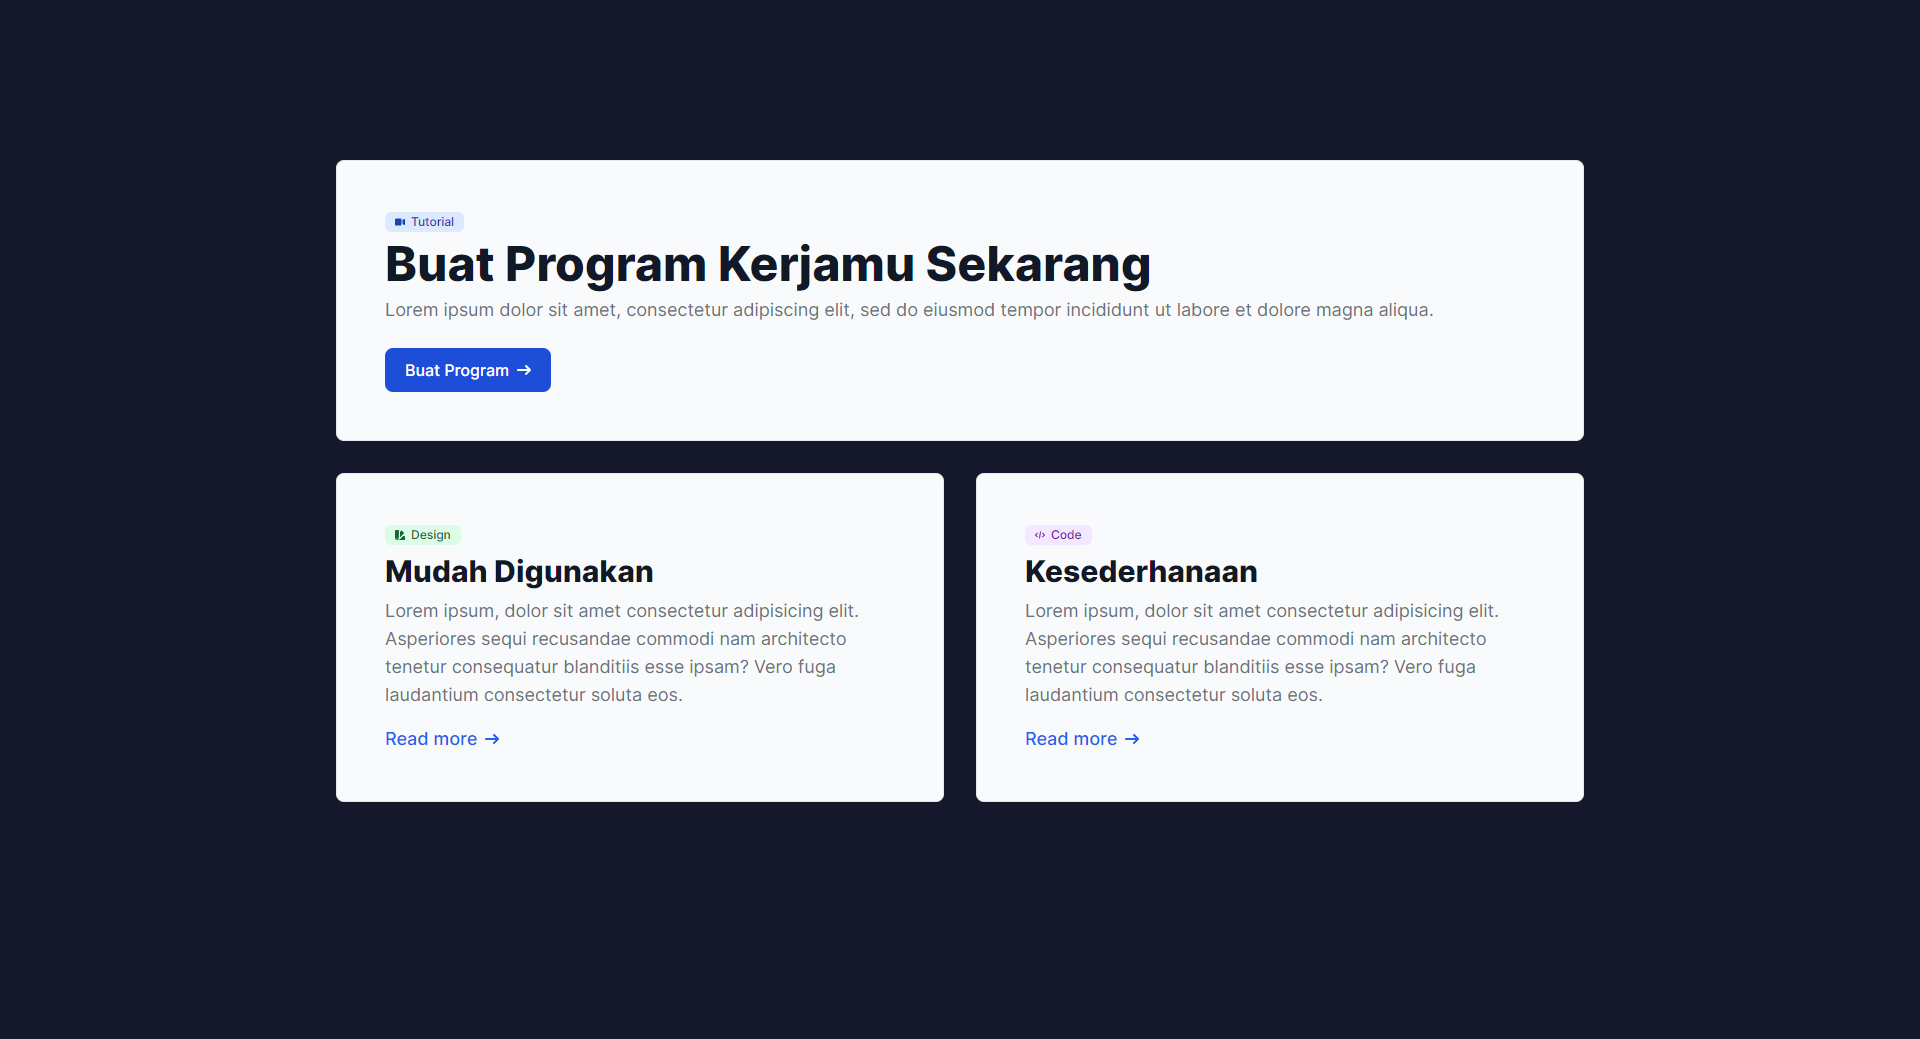 Tutorial
Buat Program Kerjamu Sekarang
Lorem ipsum dolor sit amet, consectetur adipiscing elit, sed do eiusmod tempor incididunt ut labore et dolore magna aliqua.
Buat Program
Design
Mudah Digunakan
Lorem ipsum, dolor sit amet consectetur adipisicing elit.
Asperiores sequi recusandae commodi nam architecto
tenetur consequatur blanditiis esse ipsam? Vero fuga
laudantium consectetur soluta eos.
Read more
Code
Kesederhanaan
Lorem ipsum, dolor sit amet consectetur adipisicing elit.
Asperiores sequi recusandae commodi nam architecto
tenetur consequatur blanditiis esse ipsam? Vero fuga
laudantium consectetur soluta eos.
Read more